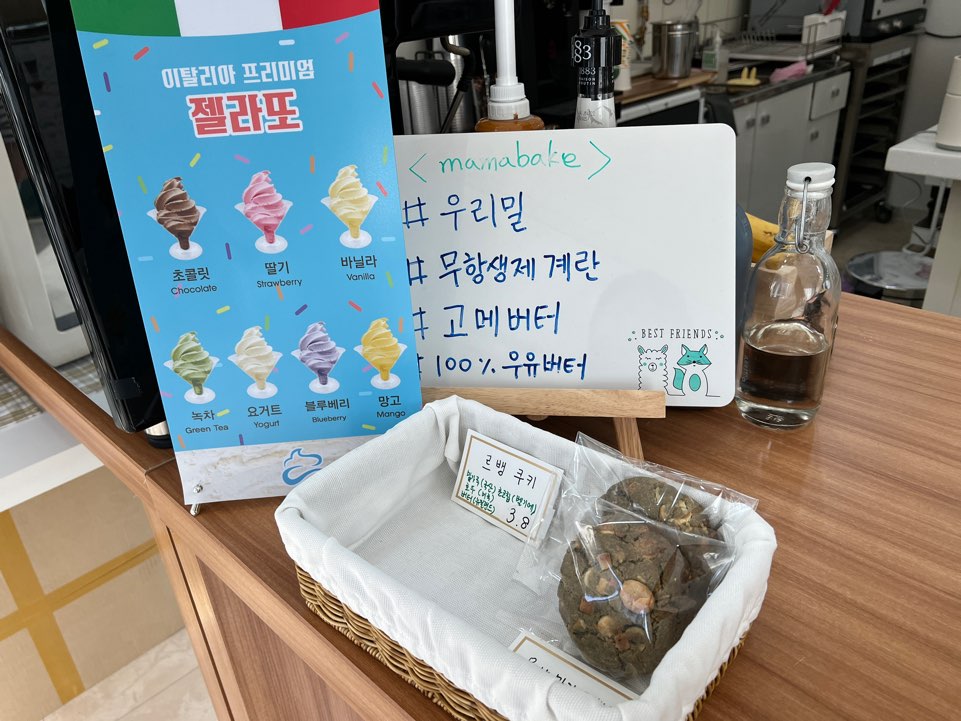 이탈리아 프리미엄
젤라또
초콜릿
Chocolate
딸기
Strawberry
바닐라
Vanilla
녹차
Green Tea
요거트
Yogurt
블루베리
Blueberry
망고
Mango
<mamabake>
# 우리밀
# 무항생제 계란
# 고메버터
# 100% 우유버터
BEST FRIENDS
르뱅 쿠키
3.8
883
1883